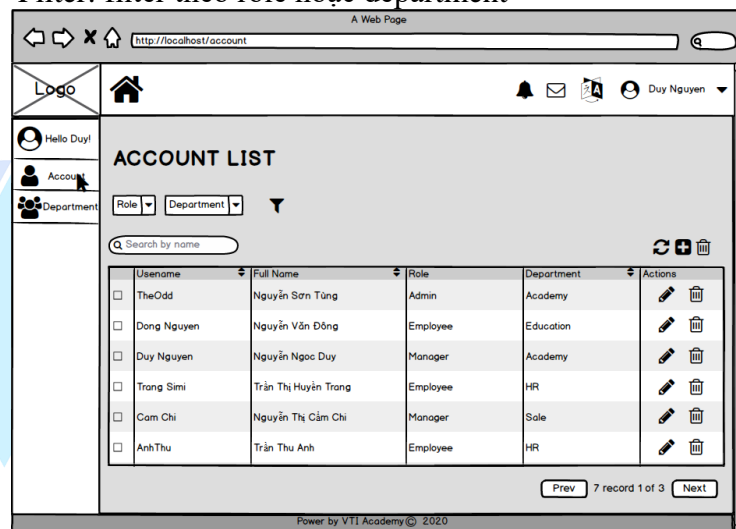 Filter: filter theo role hoặc department
A Web Page
http://localhost/account
Logo
Duy Nguyen
Hello Duy!
Account
Department
ACCOUNT LIST
Role Department
Search by name
Usename Full Name Role Department Actions
TheOdd Nguyễn Sơn Tùng Admin Academy
Dong Nguyen Nguyễn Văn Đông Employee Education
Duy Nguyen Nguyễn Ngoc Duy Manager Academy
Trang Simi Trần Thị Huyền Trang Employee HR
Cam Chi Nguyễn Thị Cẩm Chi Manager Sale
AnhThu Trần Thu Anh Employee HR
Prev 7 record 1 of 3 Next
Power by VTI Academy© 2020